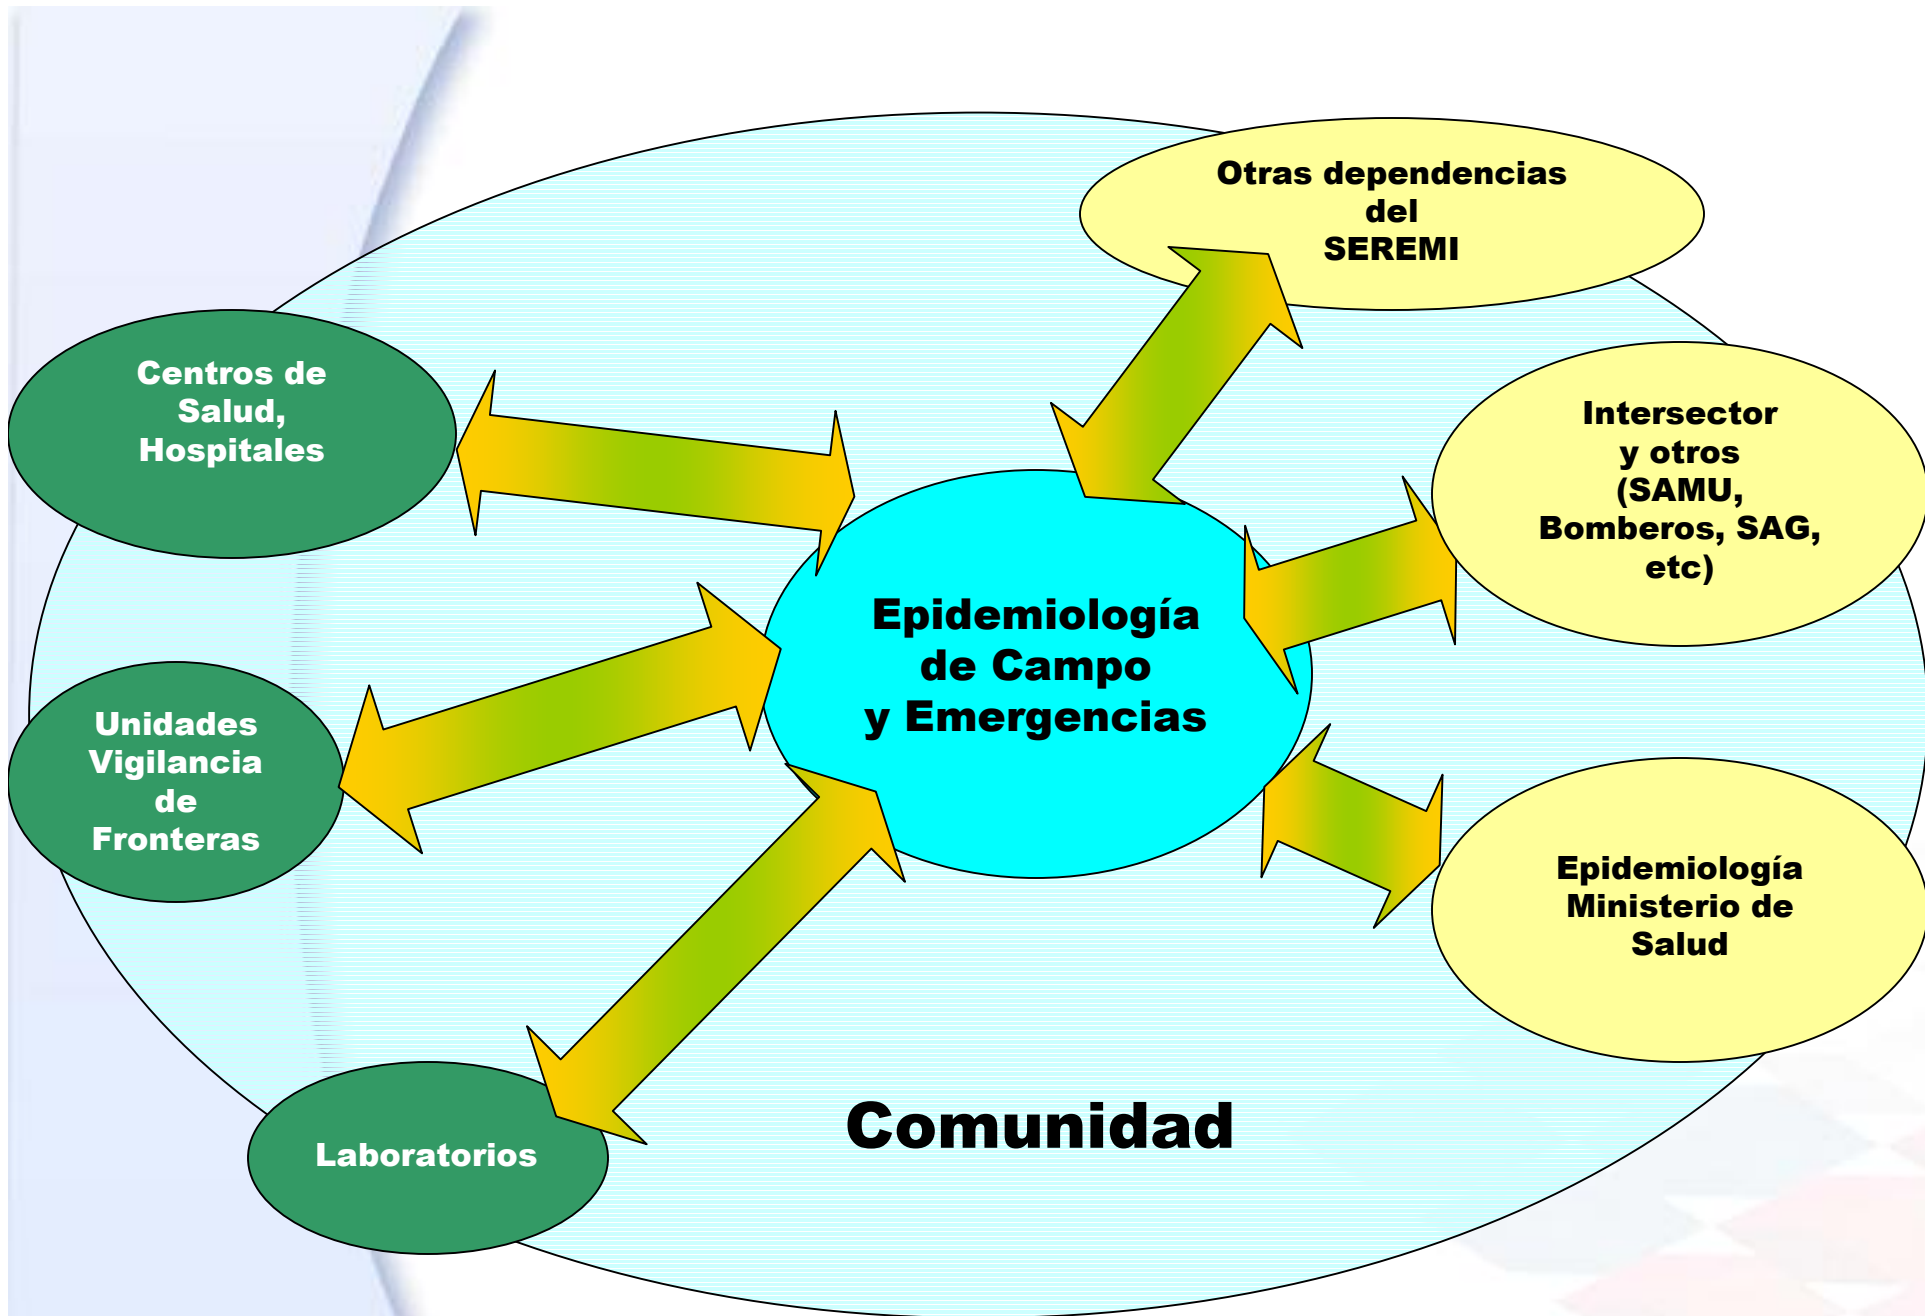 Otras dependencias
del
SEREMI
Centros de
Salud,
Hospitales
Intersector
y otros
(SAMU,
Bomberos, SAG,
etc)
Epidemiología
de Campo
y Emergencias
Unidades
Vigilancia
de
Fronteras
Epidemiología
Ministerio de
Salud
Laboratorios
Comunidad